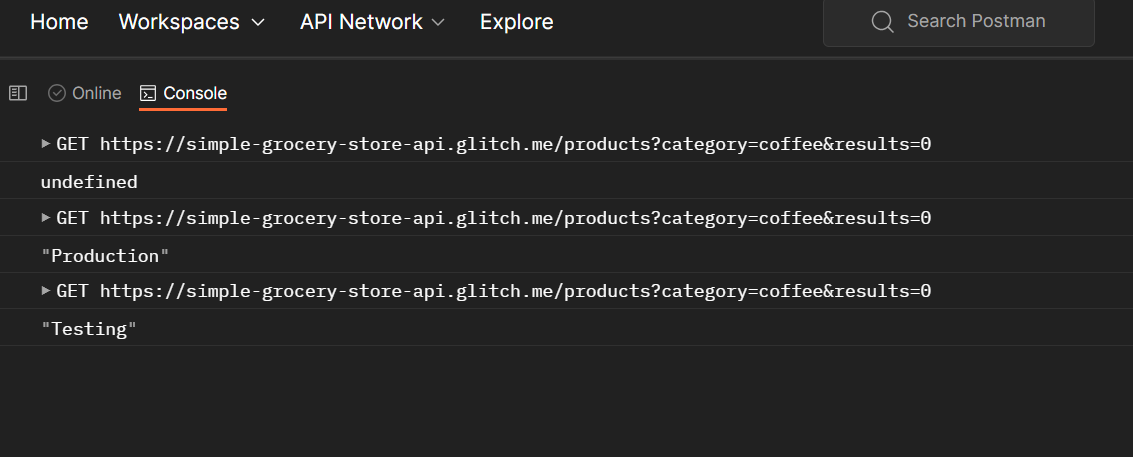 Home Workspaces API Network Explore Search Postman
Online Console
GET https://simple-grocery-store-api.glitch.me/products?category=coffee&results=0
undefined
GET https://simple-grocery-store-api.glitch.me/products?category=coffee&results=0
"Production"
GET https://simple-grocery-store-api.glitch.me/products?category=coffee&results=0
"Testing"